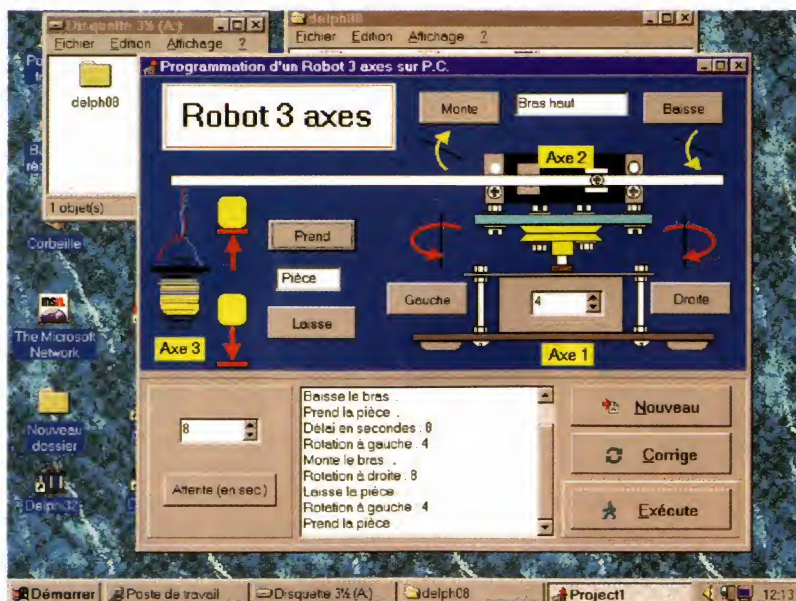 Disquette 3½ (A:)
Fichier Edition Affichage ?
delph08
1 objet(s)
delph08
Fichier Edition Affichage ?
Programmation d'un Robot 3 axes sur P.C.
Robot 3 axes
Monte
Bras haut
Baisse
Axe 2
Prend
Pièce
Laisse
Gauche
4
Droite
Axe 3
Axe 1
8
Attente (en sec)
Baisse le bras .
Prend la pièce .
Délai en secondes : 8
Rotation à gauche : 4
Monte le bras .
Rotation à droite : 8
Laisse la pièce
Rotation à gauche : 4
Prend la pièce
Nouveau
Corrige
Exécute
Corbeille
msn
The Microsoft
Network
Nouveau
dossier
Delph32
Démarrer
Poste de travail
Disquette 3½ (A:)
delph08
Project1
12:13